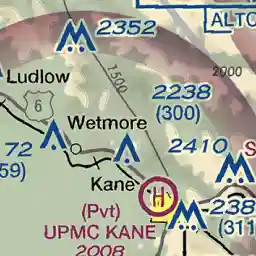 ALTO
2352
1500
2000
Ludlow
6
2238
(300)
Wetmore
72
59)
2410
S
Kane
H
238
(311
(Pvt)
UPMC KANE
2008